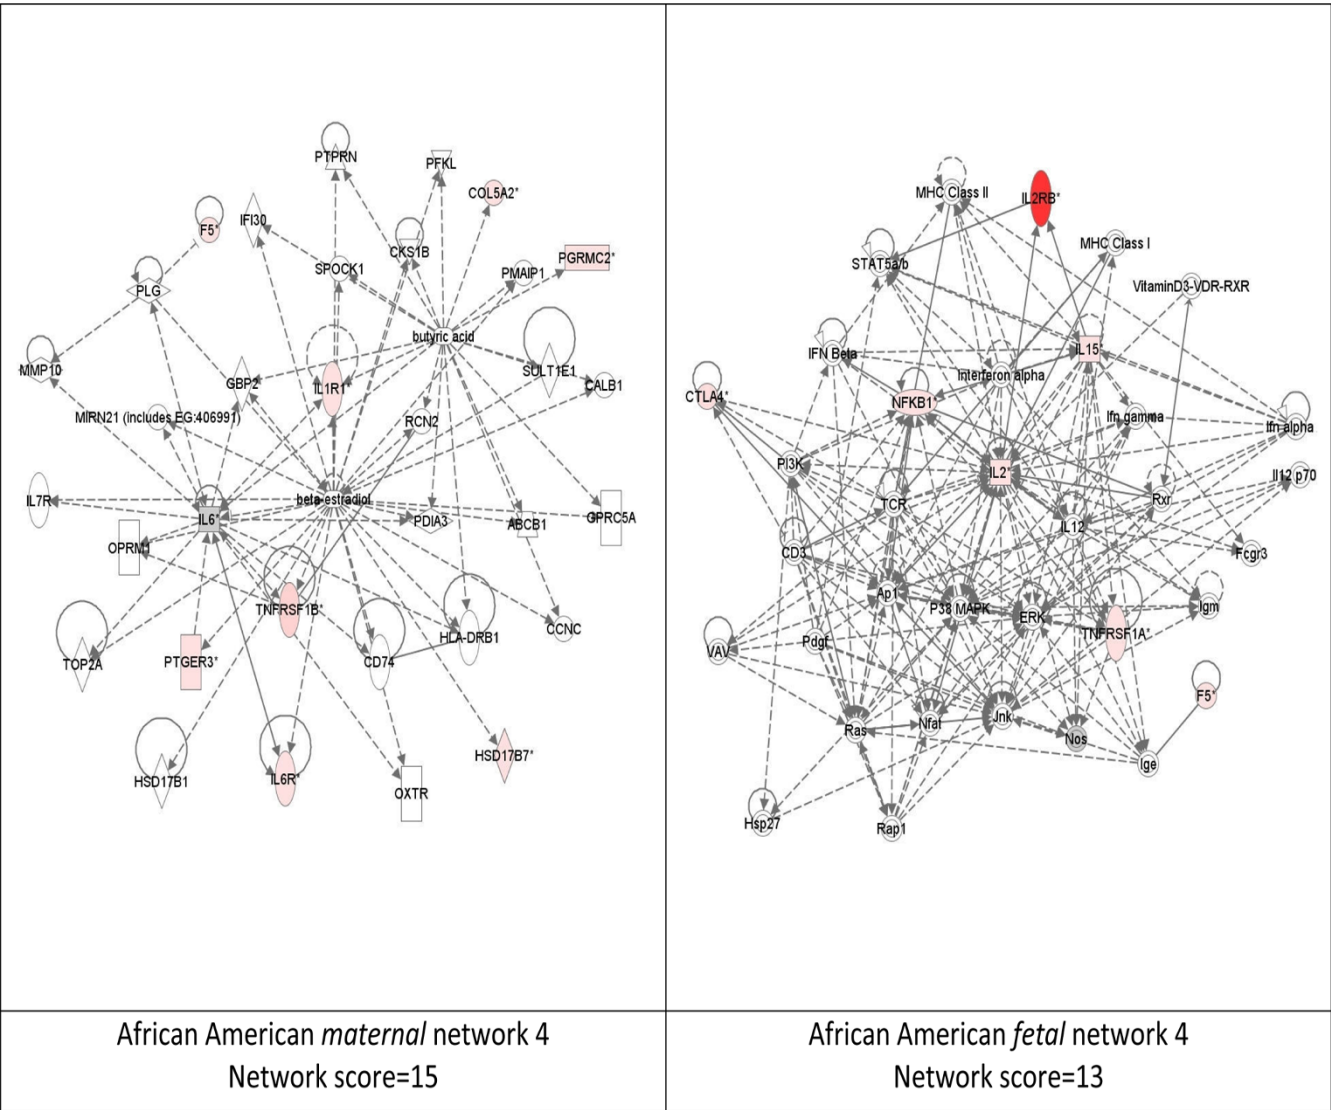 PTPRN
PFKL
COL5A2*
F5*
IFI30
CKS1B
PGRMC2*
SPOCK1
PMAIP1
PLG
butyric acid
MMP10
GBP2
IL1R1*
SULT1E1
CALB1
MIRN21 (includes EG:406991)
RCN2
IL7R
beta-estradiol
IL6*
PDIA3
ABCB1
GPRC5A
OPRM1
TNFRSF1B*
HLA-DRB1
CCNC
TOP2A
PTGER3*
CD74
HSD17B1
IL6R*
HSD17B7*
OXTR
African American maternal network 4
Network score=15
MHC Class II
IL2RB*
MHC Class I
STAT5a/b
VitaminD3-VDR-RXR
IFN Beta
IL15
Interferon alpha
CTLA4*
NFKB1*
Ifn gamma
Ifn alpha
PI3K
IL2*
Il12 p70
TCR
Rxr
IL12
CD3
Fcgr3
Ap1
P38 MAPK
ERK
Igm
TNFRSF1A*
VAV
Pdgf
F5*
Ras
Nfat
Jnk
Nos
Ige
Hsp27
Rap1
African American fetal network 4
Network score=13